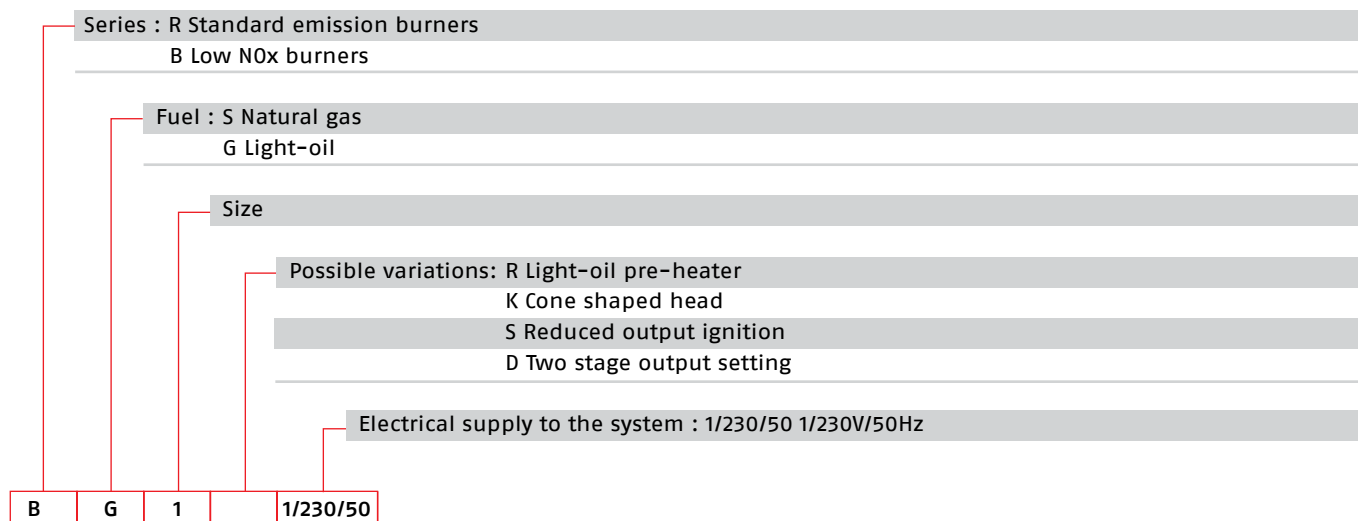 Series : R Standard emission burners
B Low N0x burners
Fuel : S Natural gas
G Light-oil
Size
Possible variations: R Light-oil pre-heater
K Cone shaped head
S Reduced output ignition
D Two stage output setting
Electrical supply to the system : 1/230/50 1/230V/50Hz
B G 1 1/230/50